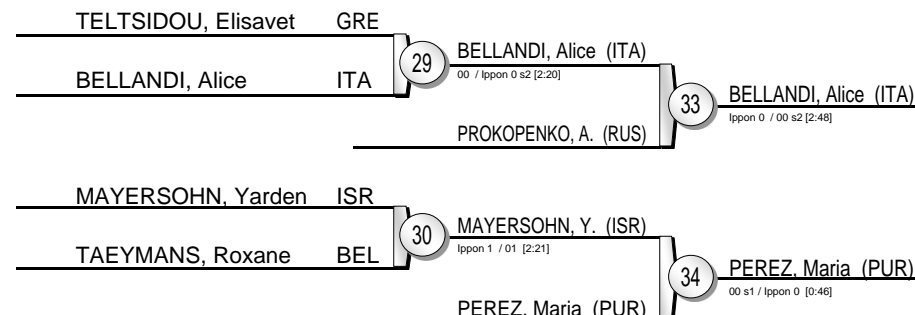 TELTSIDOU, Elisavet GRE
BELLANDI, Alice ITA
29
BELLANDI, Alice (ITA)
00 / Ippon 0 s2 [2:20]
PROKOPENKO, A. (RUS)
33
BELLANDI, Alice (ITA)
Ippon 0 / 00 s2 [2:48]
MAYERSOHN, Yarden ISR
TAEYMANS, Roxane BEL
30
MAYERSOHN, Y. (ISR)
Ippon 1 / 01 [2:21]
PEREZ, Maria (PUR)
34
PEREZ, Maria (PUR)
00 s1 / Ippon 0 [0:46]